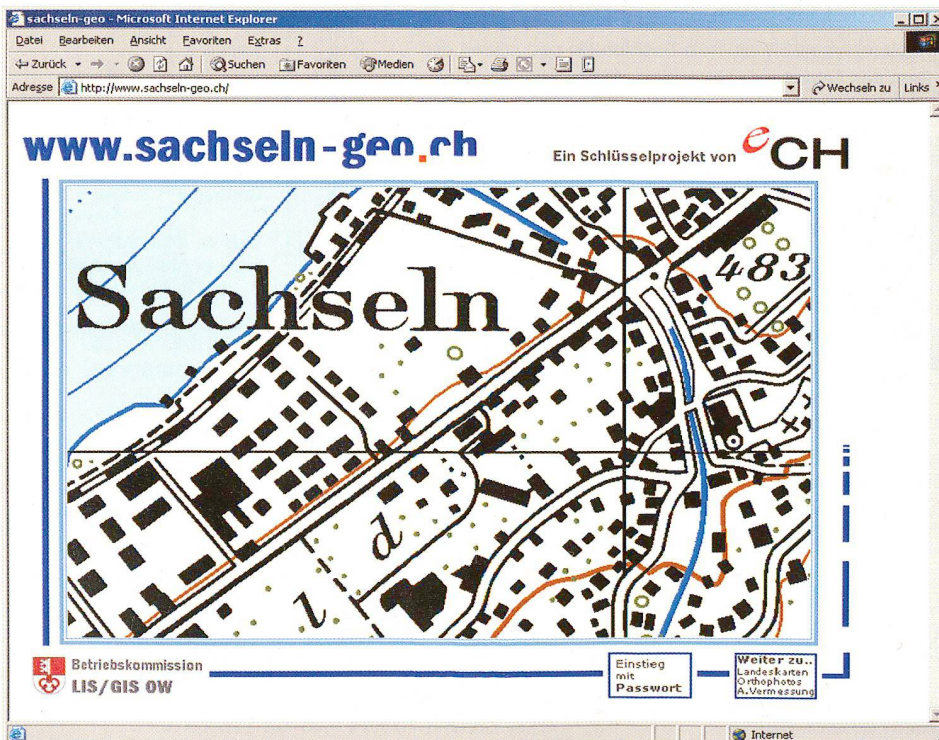 sachseln-geo - Microsoft Internet Explorer
Datei Bearbeiten Ansicht Favoriten Extras ?
Zurück Suchen Favoriten Medien
Adresse http://www.sachseln-geo.ch/ Wechseln zu Links
www.sachseln-geo.ch
Ein Schlüsselprojekt von eCH
483
Sachseln
l d
Betriebskommission
LIS/GIS OW
Einstieg
mit
Passwort
Weiter zu..
Landeskarten
Orthophotos
A.Vermessung
Internet